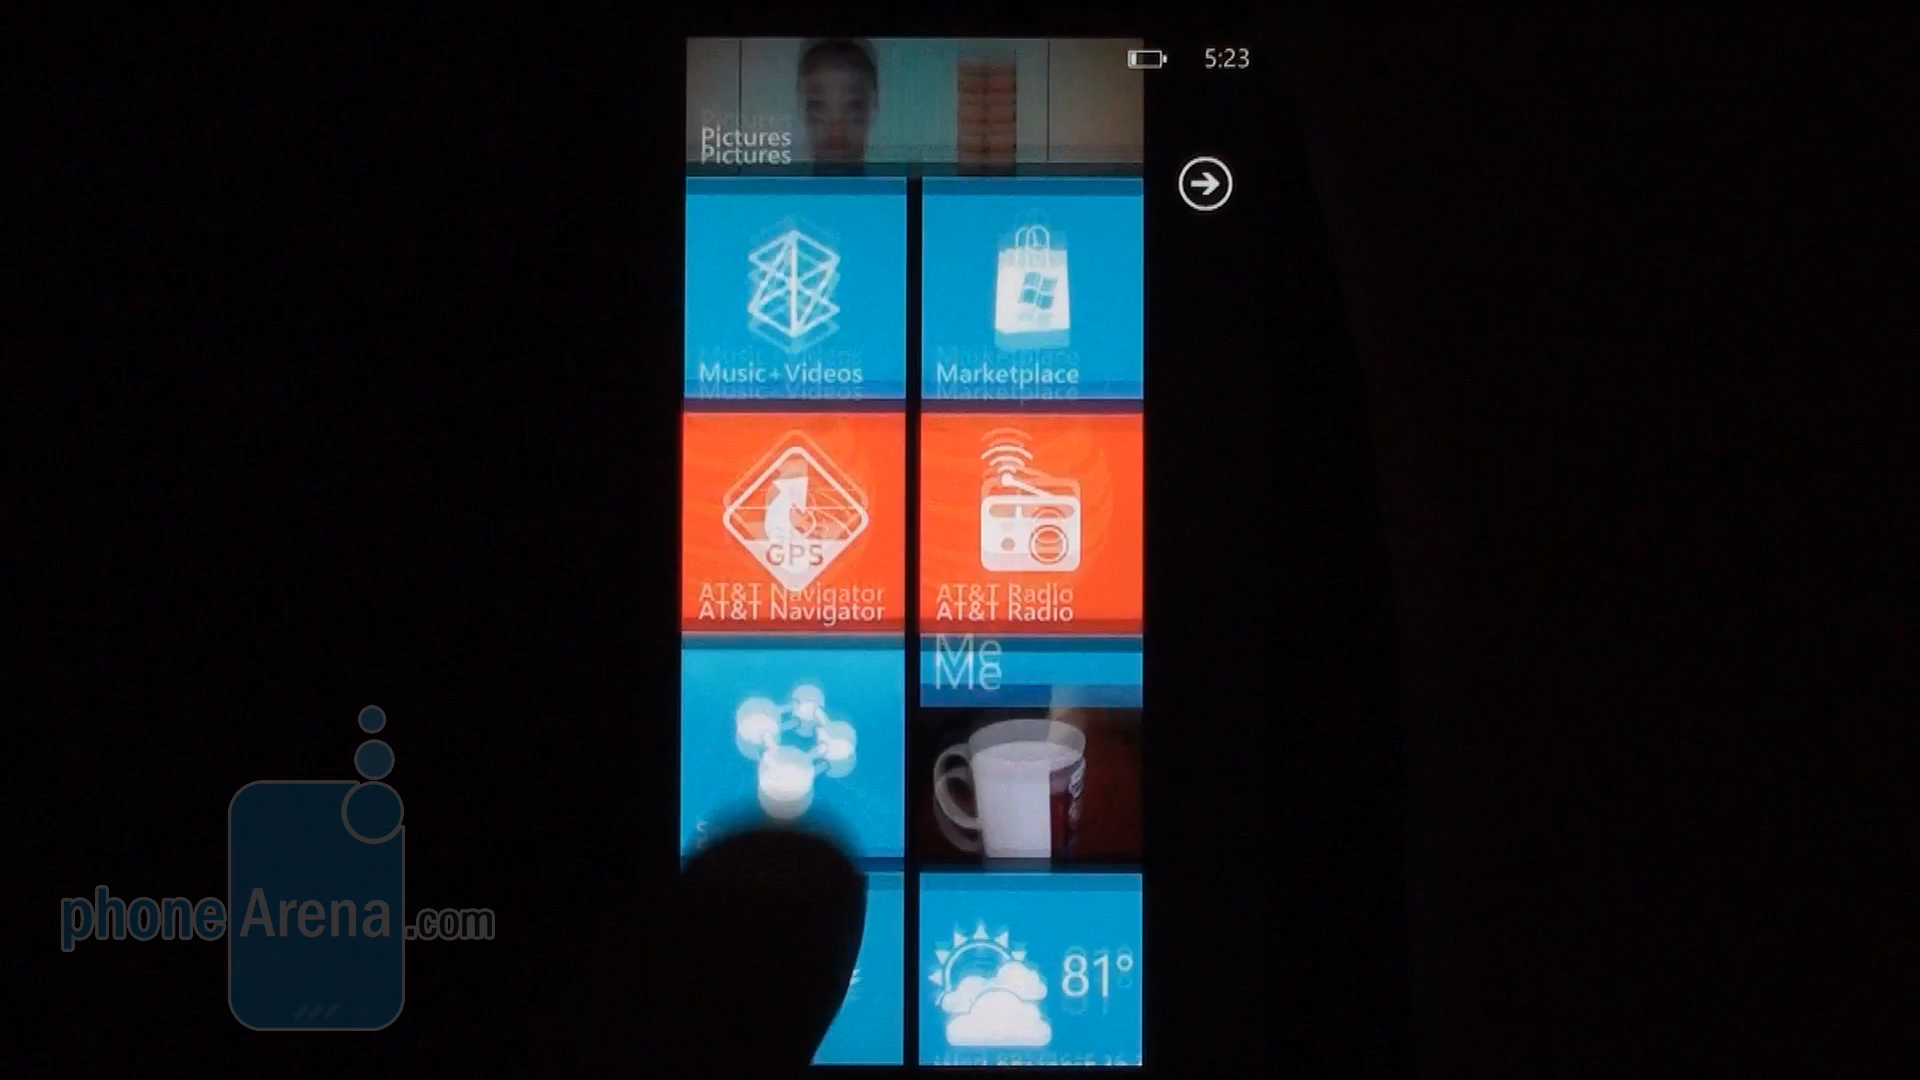 5:23
Pictures
Music+Videos
Marketplace
GPS
AT&T Navigator
AT&T Radio
Me
81°
phoneArena.com